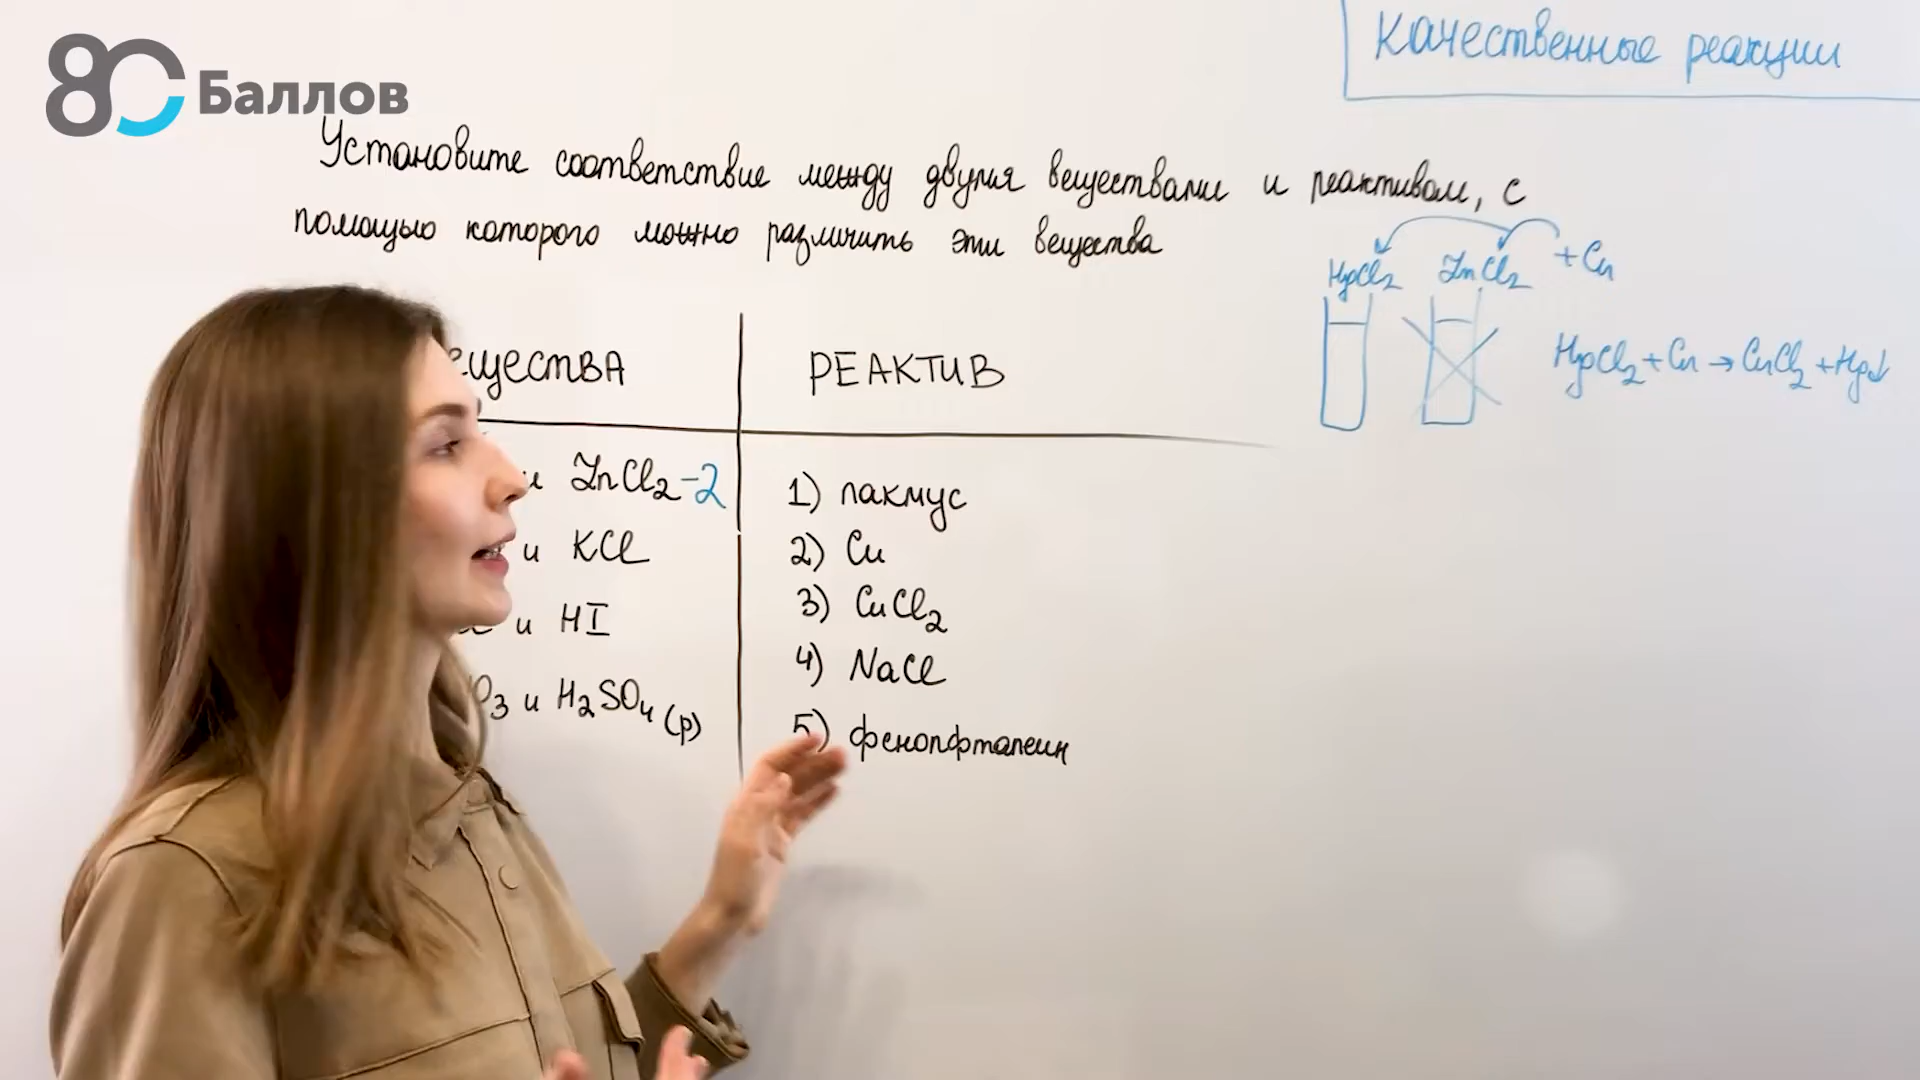 80 Баллов
Качественные реакции
Установите соответствие между двумя веществами и реактивом, с
помощью которого можно различить эти вещества
HgCl2 ZnCl2 +Cu
HgCl2 + Cu → CuCl2 + Hg↓
ещества РЕАКТИВ
и ZnCl2 -2
и KCl
и HI
O3 и H2SO4 (р)
1) лакмус
2) Cu
3) CuCl2
4) NaCl
5) фенолфталеин